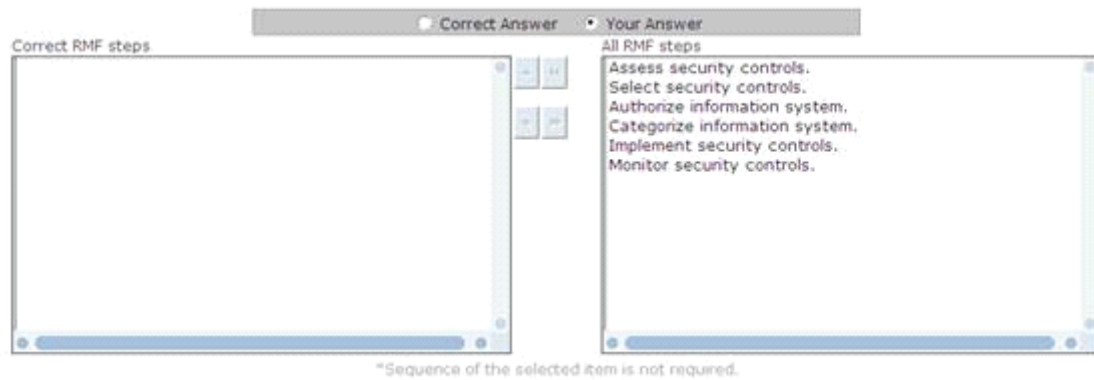 Correct Answer Your Answer
Correct RMF steps
All RMF steps
Assess security controls.
Select security controls.
Authorize information system.
Categorize information system.
Implement security controls.
Monitor security controls.
*Sequence of the selected item is not required.